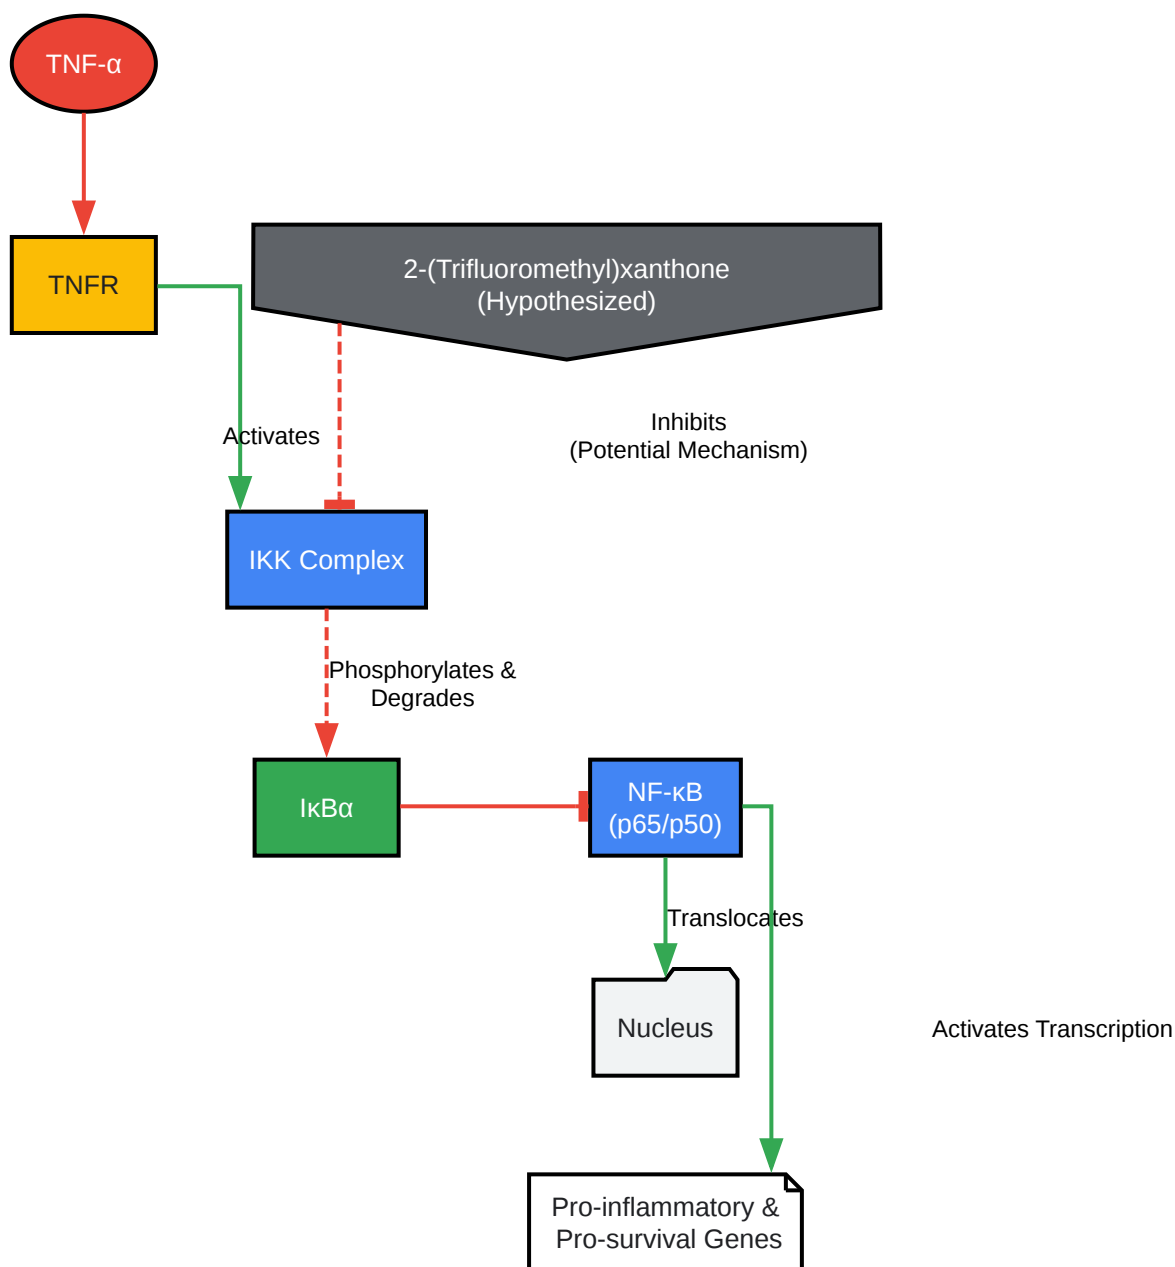 TNF-α
TNFR
2-(Trifluoromethyl)xanthone
(Hypothesized)
Activates
Inhibits
(Potential Mechanism)
IKK Complex
Phosphorylates &
Degrades
IκBα
NF-κB
(p65/p50)
Translocates
Nucleus
Activates Transcription
Pro-inflammatory &
Pro-survival Genes